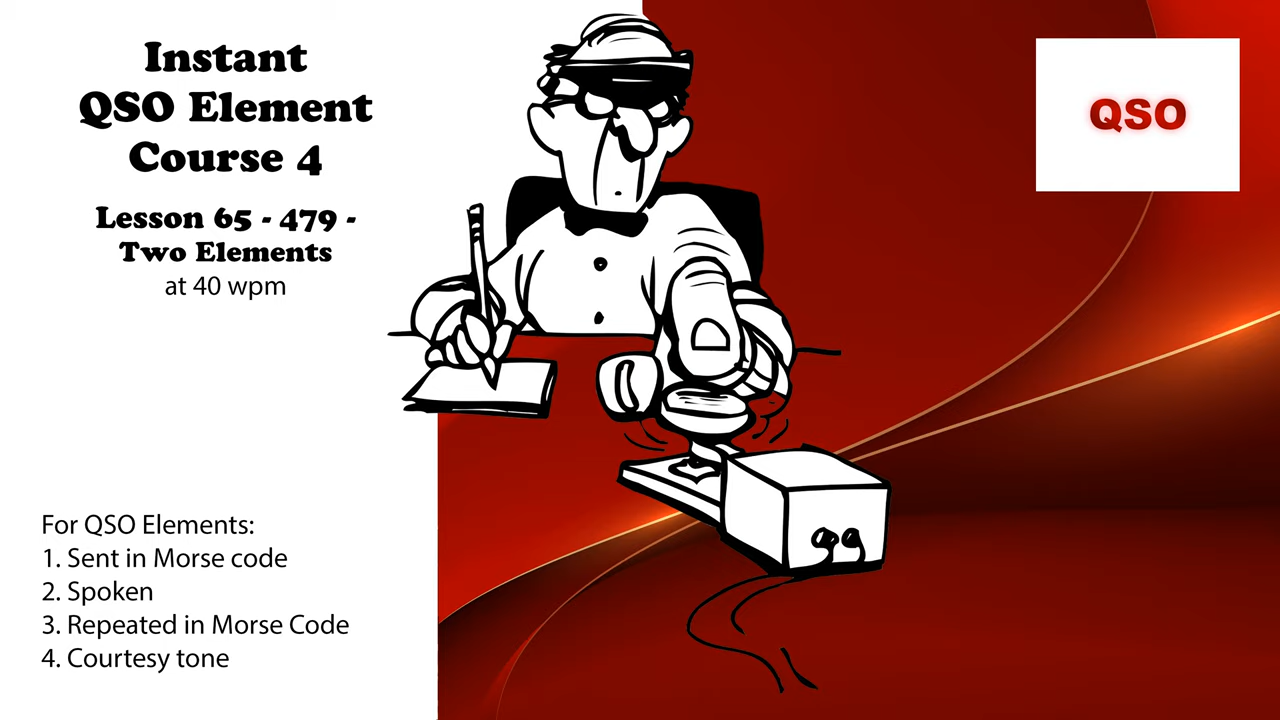 Instant
QSO Element
Course 4
Lesson 65 - 479 -
Two Elements
at 40 wpm
QSO
For QSO Elements:
1. Sent in Morse code
2. Spoken
3. Repeated in Morse Code
4. Courtesy tone